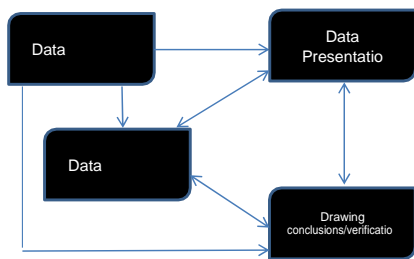 Data
Data
Presentatio
Data
Drawing
conclusions/verificatio